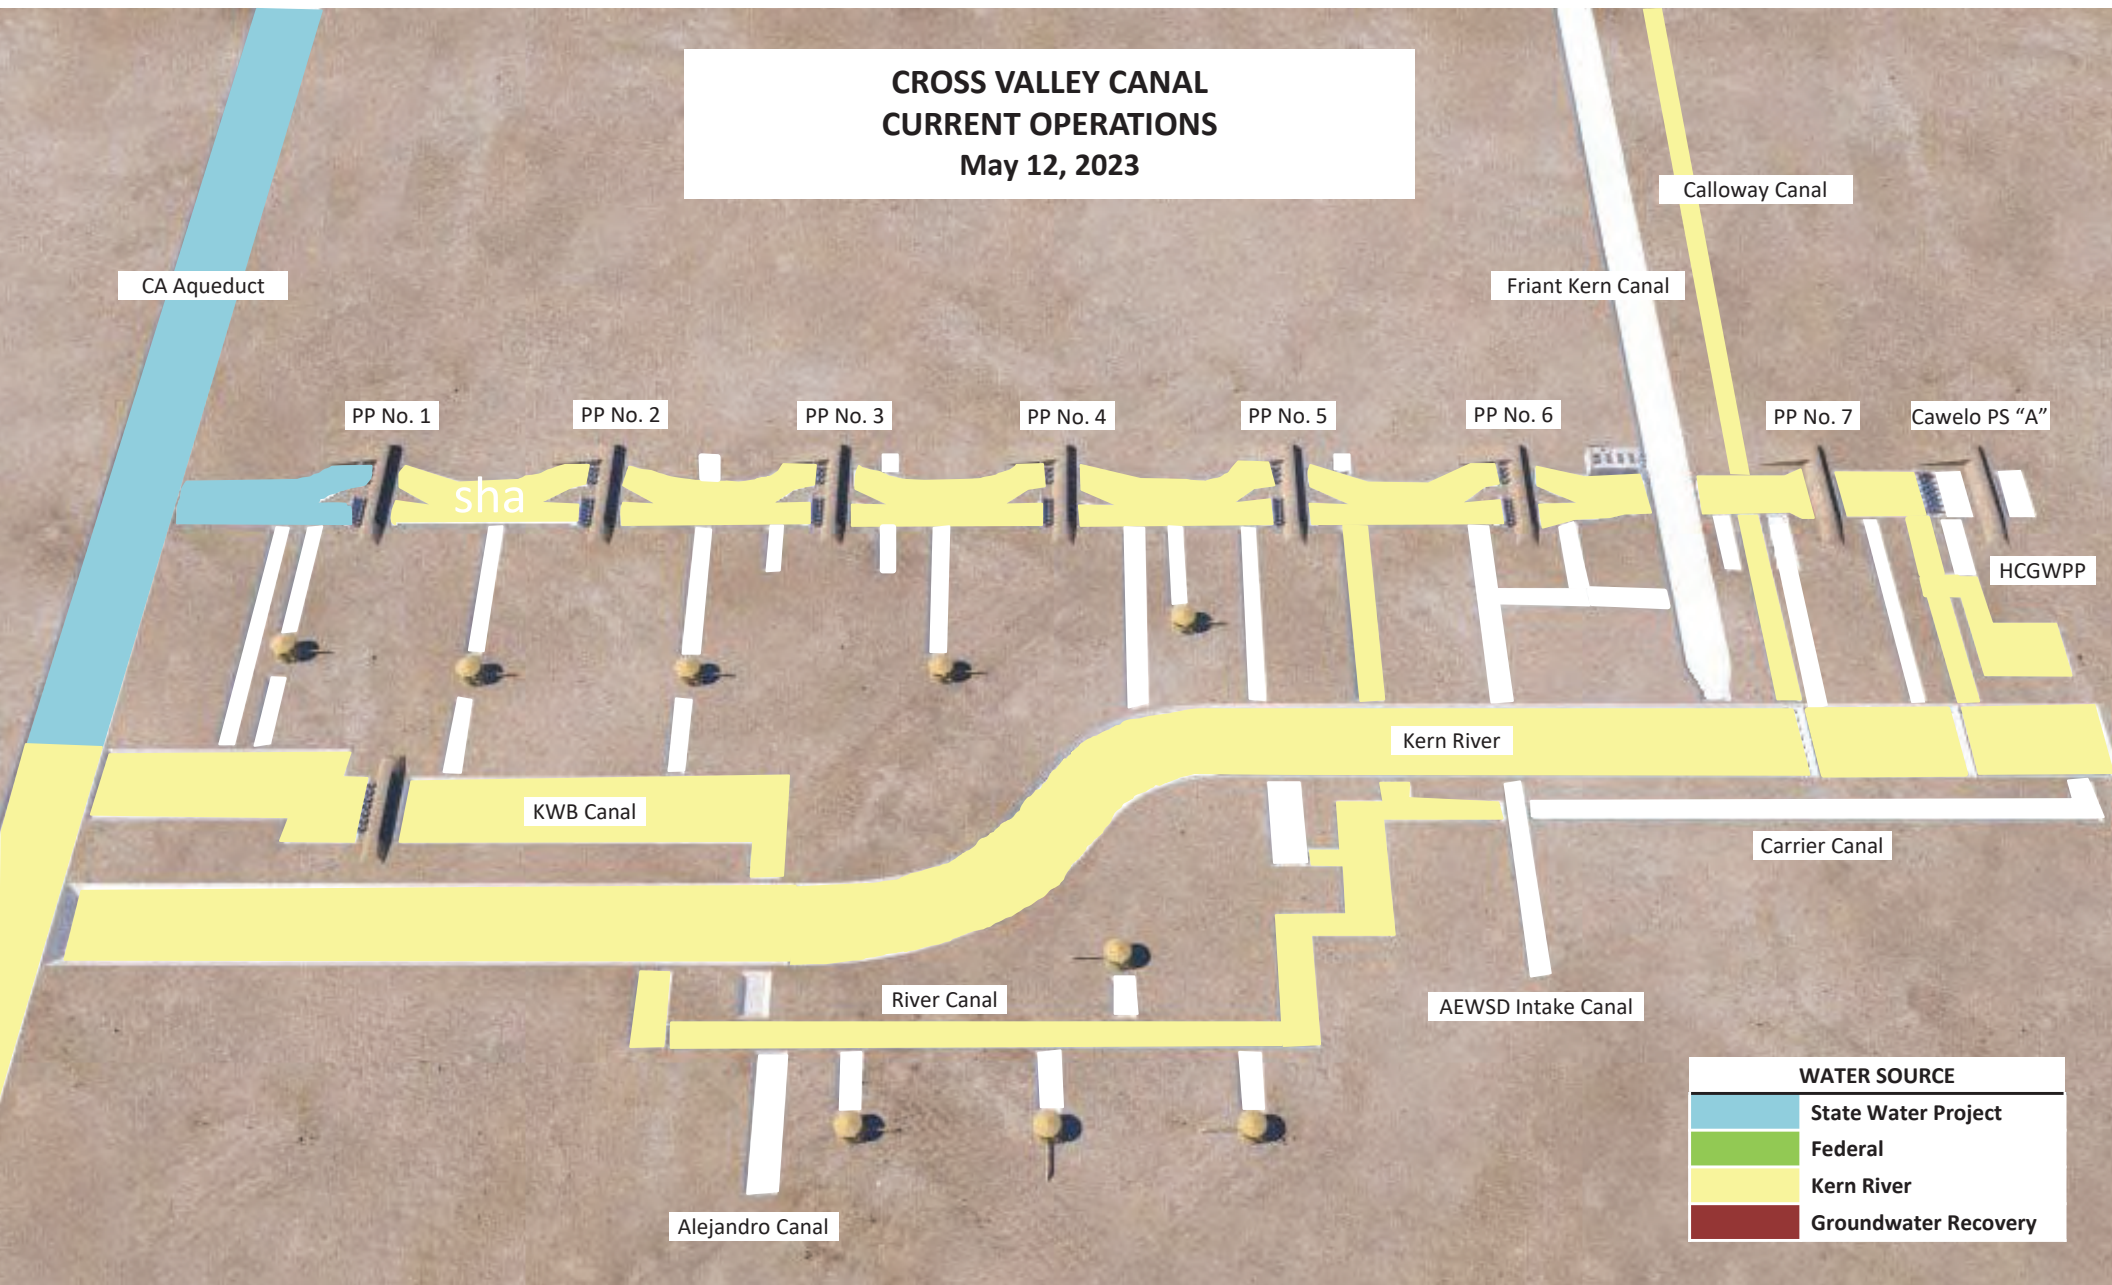 CROSS VALLEY CANAL
CURRENT OPERATIONS
May 12, 2023
Calloway Canal
CA Aqueduct
Friant Kern Canal
PP No. 1
PP No. 2
PP No. 3
PP No. 4
PP No. 5
PP No. 6
PP No. 7
Cawelo PS “A”
sha
HCGWPP
Kern River
KWB Canal
Carrier Canal
River Canal
AEWSD Intake Canal
Alejandro Canal
WATER SOURCE
State Water Project
Federal
Kern River
Groundwater Recovery